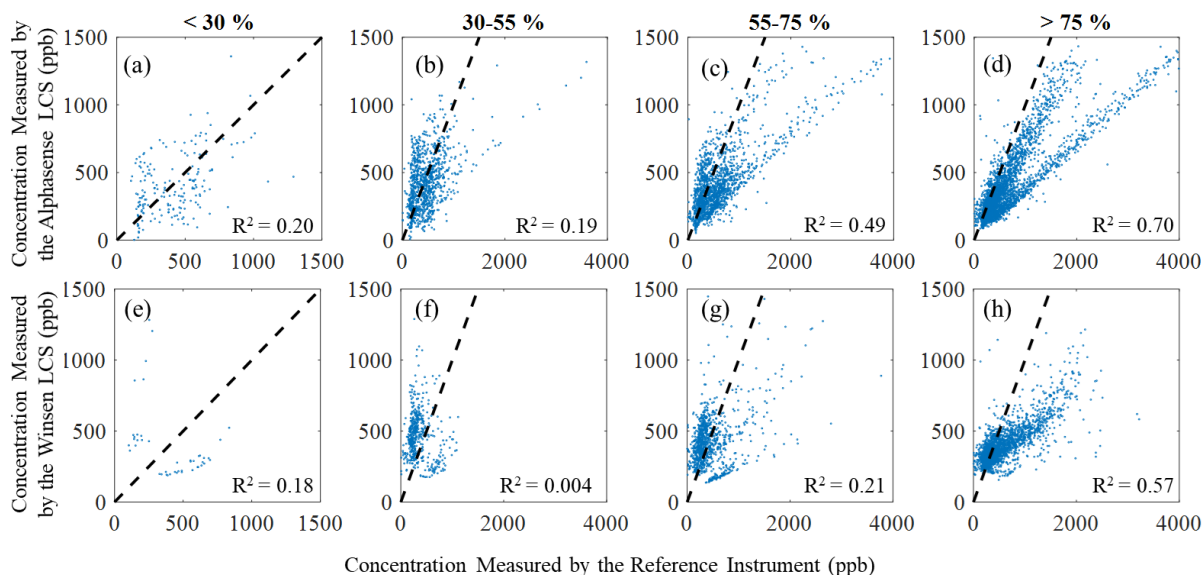 < 30 %
30-55 %
55-75 %
> 75 %
Concentration Measured by
the Alphasense LCS (ppb)
1500
1000
500
0
(a)
R² = 0.20
0
500
1000
1500
1500
1000
500
0
(b)
R² = 0.19
0
2000
4000
1500
1000
500
0
(c)
R² = 0.49
0
2000
4000
1500
1000
500
0
(d)
R² = 0.70
0
2000
4000
Concentration Measured
by the Winsen LCS (ppb)
1500
1000
500
0
(e)
R² = 0.18
0
500
1000
1500
1500
1000
500
0
(f)
R² = 0.004
0
2000
4000
1500
1000
500
0
(g)
R² = 0.21
0
2000
4000
1500
1000
500
0
(h)
R² = 0.57
0
2000
4000
Concentration Measured by the Reference Instrument (ppb)